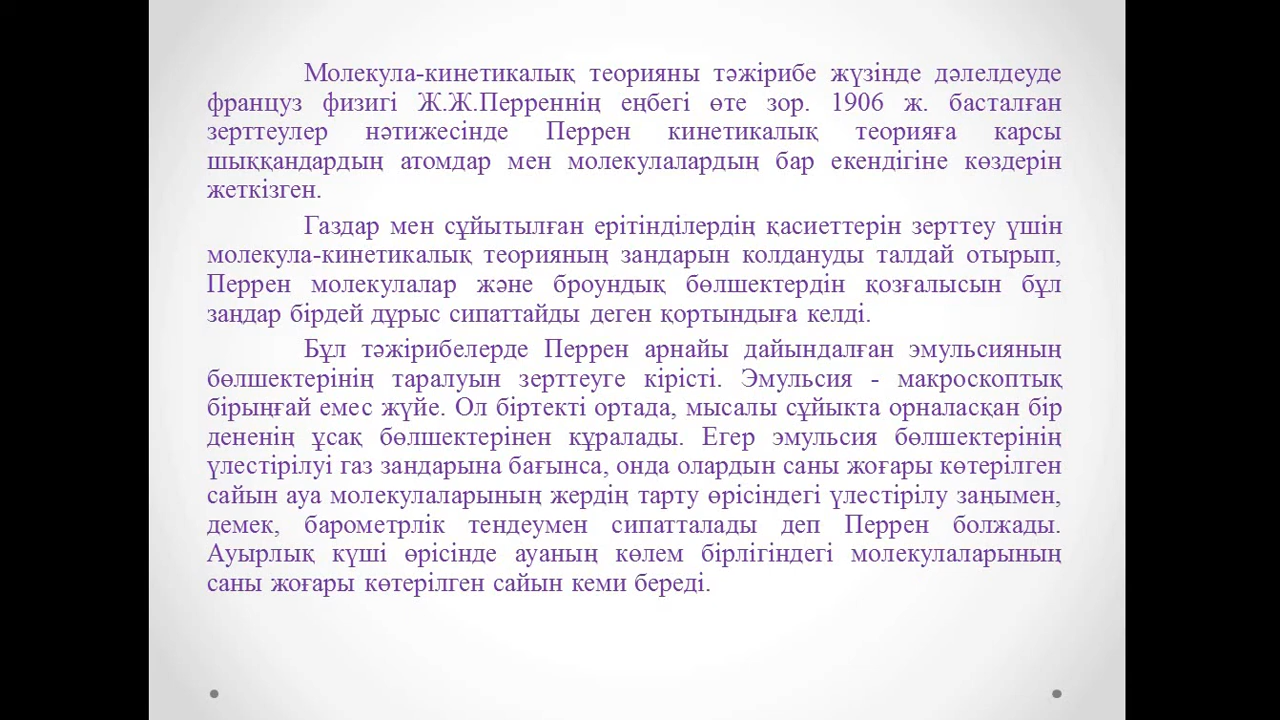 Молекула-кинетикалық теорияны тәжірибе жүзінде дәлелдеуде
француз физигі Ж.Ж.Перреннің еңбегі өте зор. 1906 ж. басталған
зерттеулер нәтижесінде Перрен кинетикалық теорияға карсы
шыққандардың атомдар мен молекулалардың бар екендігіне көздерін
жеткізген.
Газдар мен сұйытылған ерітінділердің қасиеттерін зерттеу үшін
молекула-кинетикалық теорияның зандарын колдануды талдай отырып,
Перрен молекулалар және броундық бөлшектердін қозғалысын бұл
заңдар бірдей дұрыс сипаттайды деген қортындыға келді.
Бұл тәжірибелерде Перрен арнайы дайындалған эмульсияның
бөлшектерінің таралуын зерттеуге кірісті. Эмульсия - макроскоптық
бірыңғай емес жүйе. Ол біртекті ортада, мысалы сұйыкта орналасқан бір
дененің ұсақ бөлшектерінен кұралады. Егер эмульсия бөлшектерінің
үлестірілуі газ зандарына бағынса, онда олардын саны жоғары көтерілген
сайын ауа молекулаларының жердің тарту өрісіндегі үлестірілу заңымен,
демек, барометрлік тендеумен сипатталады деп Перрен болжады.
Ауырлық күші өрісінде ауаның көлем бірлігіндегі молекулаларының
саны жоғары көтерілген сайын кеми береді.